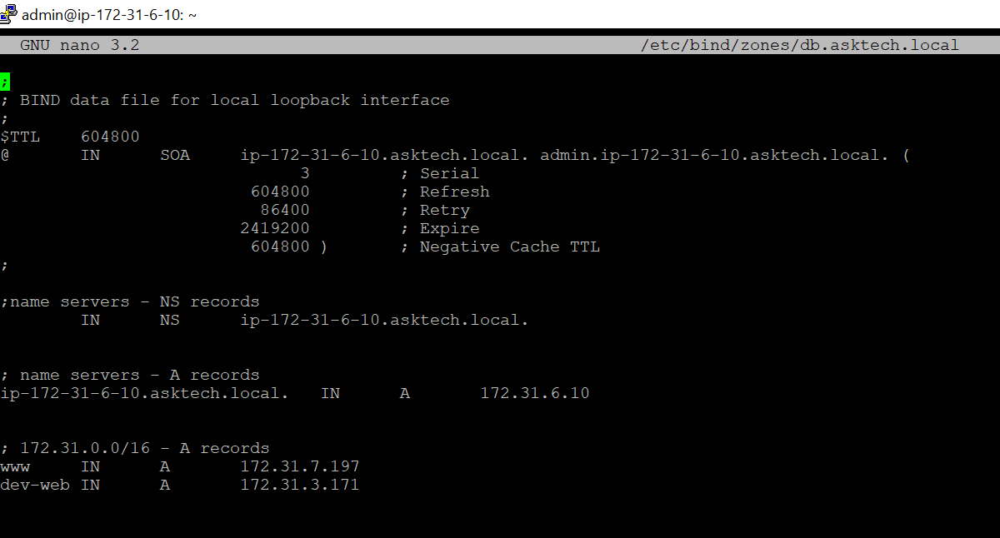 admin@ip-172-31-6-10: ~
GNU nano 3.2 /etc/bind/zones/db.asktech.local
;
; BIND data file for local loopback interface
;
$TTL    604800
@       IN      SOA     ip-172-31-6-10.asktech.local. admin.ip-172-31-6-10.asktech.local. (
                              3         ; Serial
                         604800         ; Refresh
                          86400         ; Retry
                        2419200         ; Expire
                         604800 )       ; Negative Cache TTL
;
;name servers - NS records
        IN      NS      ip-172-31-6-10.asktech.local.
; name servers - A records
ip-172-31-6-10.asktech.local.   IN      A       172.31.6.10
; 172.31.0.0/16 - A records
www     IN      A       172.31.7.197
dev-web IN      A       172.31.3.171